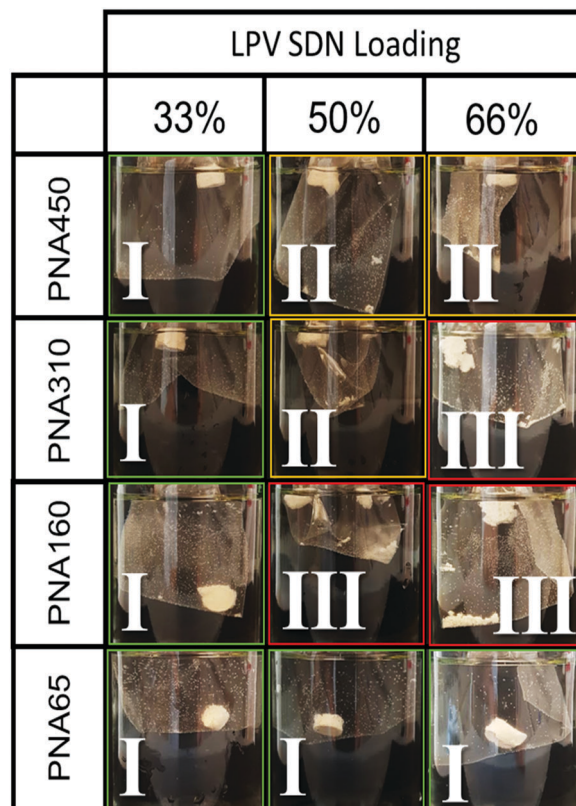 LPV SDN Loading
33% 50% 66%
PNA450 I II II
PNA310 I II III
PNA160 I III III
PNA65 I I I